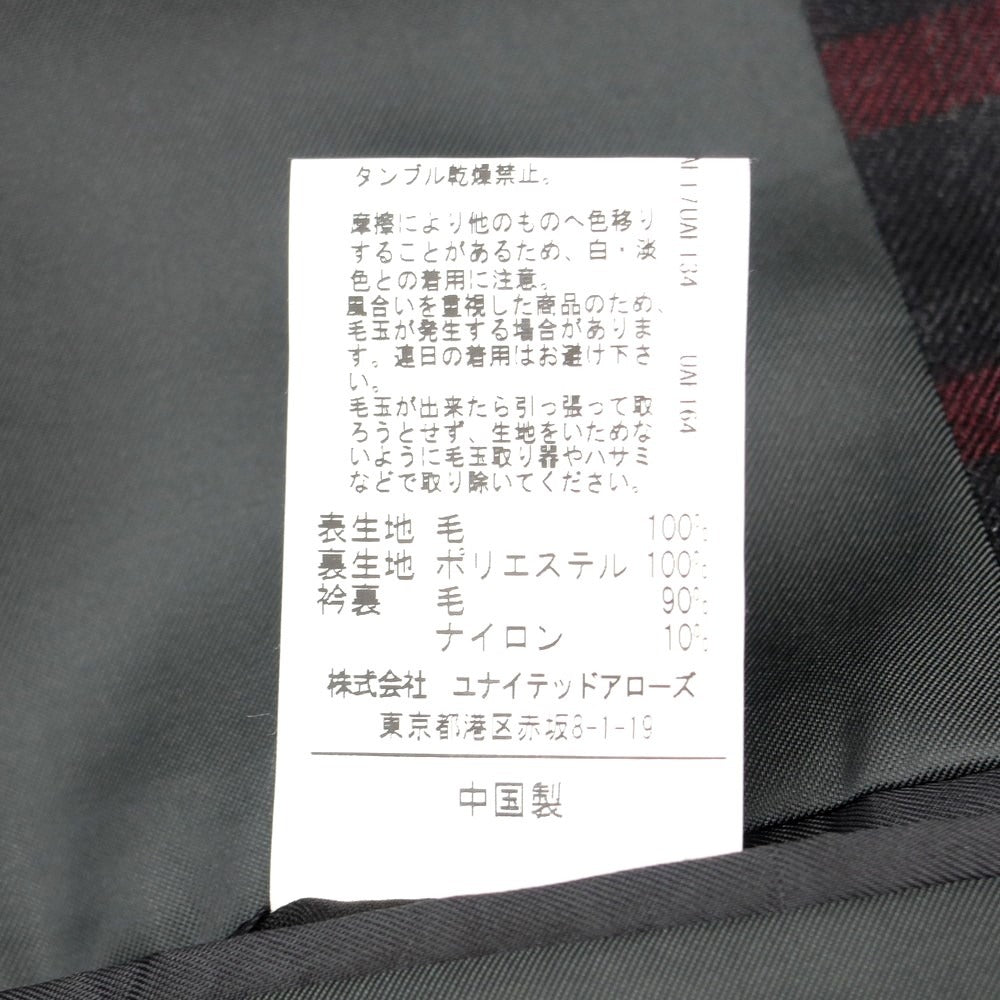 タンブル乾燥禁止。
摩擦により他のものへ色移り
することがあるため、白・淡
色との着用に注意。
風合いを重視した商品のため、
毛玉が発生する場合がありま
す。連日の着用はお避け下さ
い。
毛玉が出来たら引っ張って取
ろうとせず、生地をいためな
いように毛玉取り器やハサミ
などで取り除いてください。
表生地 毛 100%
裏生地 ポリエステル 100%
衿裏 毛 90%
ナイロン 10%
株式会社 ユナイテッドアローズ
東京都港区赤坂8-1-19
中国製